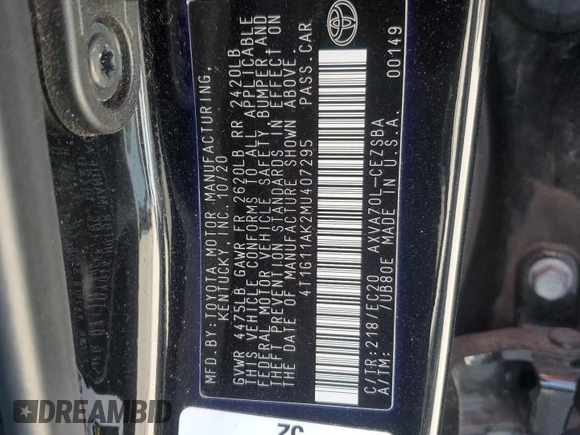 MFD.BY:TOYOTA MOTOR MANUFACTURING,
KENTUCKY, INC. 10/20
GVWR 4750LB GAWR FR 2620LB RR 2420LB
THIS VEHICLE CONFORMS TO ALL APPLICABLE
FEDERAL MOTOR VEHICLE SAFETY, BUMPER, AND
THEFT PREVENTION STANDARDS IN EFFECT ON
THE DATE OF MANUFACTURE SHOWN ABOVE.
4T1G11AK2MU407295 PASS.CAR
C/TR:218 /EC20 AXVA70L-CEZSBA
A/TM: /UB80E MADE IN U.S.A. 00149
DREAMBID